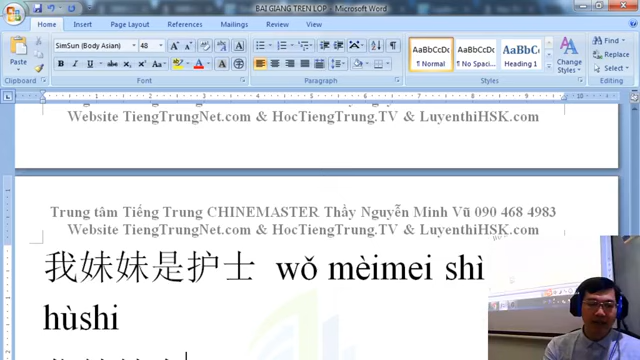 BAI GIANG TREN LOP - Microsoft Word
Home Insert Page Layout References Mailings Review View
Paste
SimSun (Body Asian) 48
AaBbCcDc AaBbCcDc AaBbCc
¶ Normal ¶ No Spaci... Heading 1
Change Styles
Find
Replace
Select
Clipboard Font Paragraph Styles Editing
Website TiengTrungNet.com & HocTiengTrung.TV & LuyenthiHSK.com
Trung tâm Tiếng Trung CHINEMASTER Thầy Nguyễn Minh Vũ 090 468 4983
Website TiengTrungNet.com & HocTiengTrung.TV & LuyenthiHSK.com
我妹妹是护士 wǒ mèimei shì
hùshi